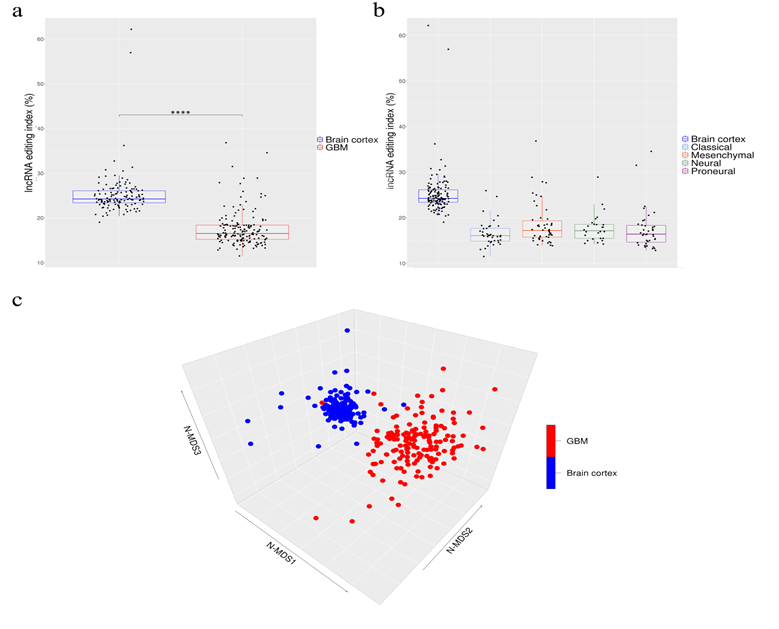 a
lncRNA editing index (%)
60
50
40
30
20
10
****
Brain cortex
GBM
b
lncRNA editing index (%)
60
50
40
30
20
10
Brain cortex
Classical
Mesenchymal
Neural
Proneural
c
N-MDS3
N-MDS1
N-MDS2
GBM
Brain cortex